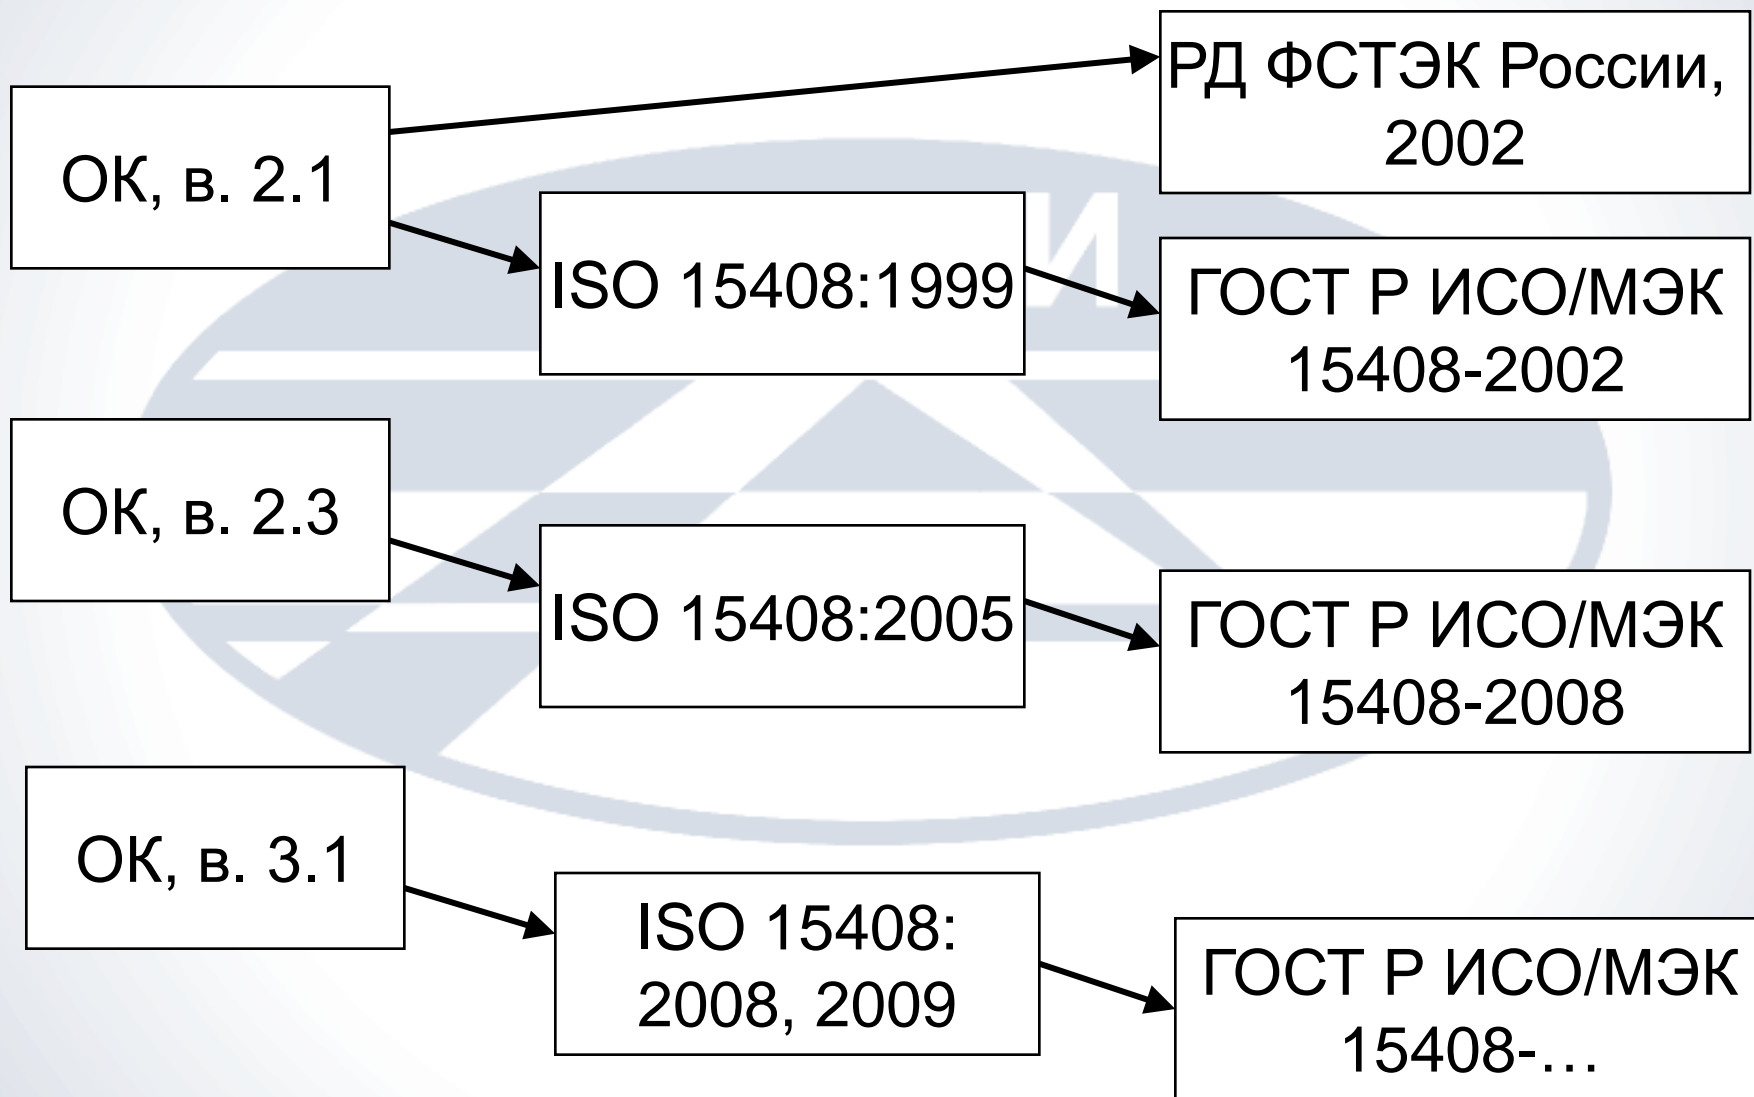 РД ФСТЭК России,
2002
ОК, в. 2.1
ISO 15408:1999
ГОСТ Р ИСО/МЭК
15408-2002
ОК, в. 2.3
ISO 15408:2005
ГОСТ Р ИСО/МЭК
15408-2008
ОК, в. 3.1
ISO 15408:
2008, 2009
ГОСТ Р ИСО/МЭК
15408-…